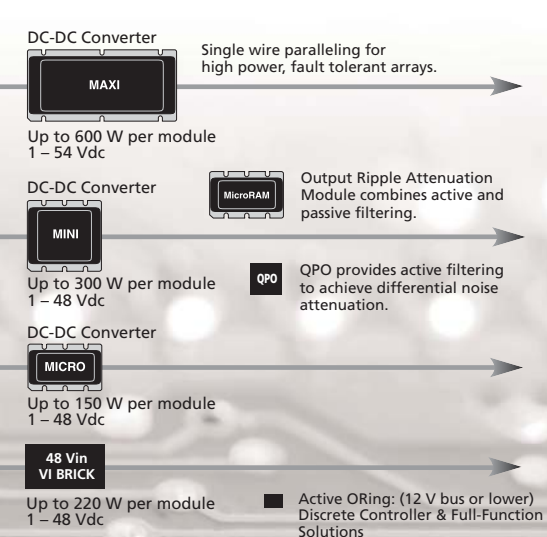 DC-DC Converter
MAXI
Single wire paralleling for
high power, fault tolerant arrays.
Up to 600 W per module
1 – 54 Vdc
DC-DC Converter
MINI
Up to 300 W per module
1 – 48 Vdc
MicroRAM
Output Ripple Attenuation
Module combines active and
passive filtering.
QPO
QPO provides active filtering
to achieve differential noise
attenuation.
DC-DC Converter
MICRO
Up to 150 W per module
1 – 48 Vdc
48 Vin
VI BRICK
Up to 220 W per module
1 – 48 Vdc
Active ORing: (12 V bus or lower)
Discrete Controller & Full-Function
Solutions